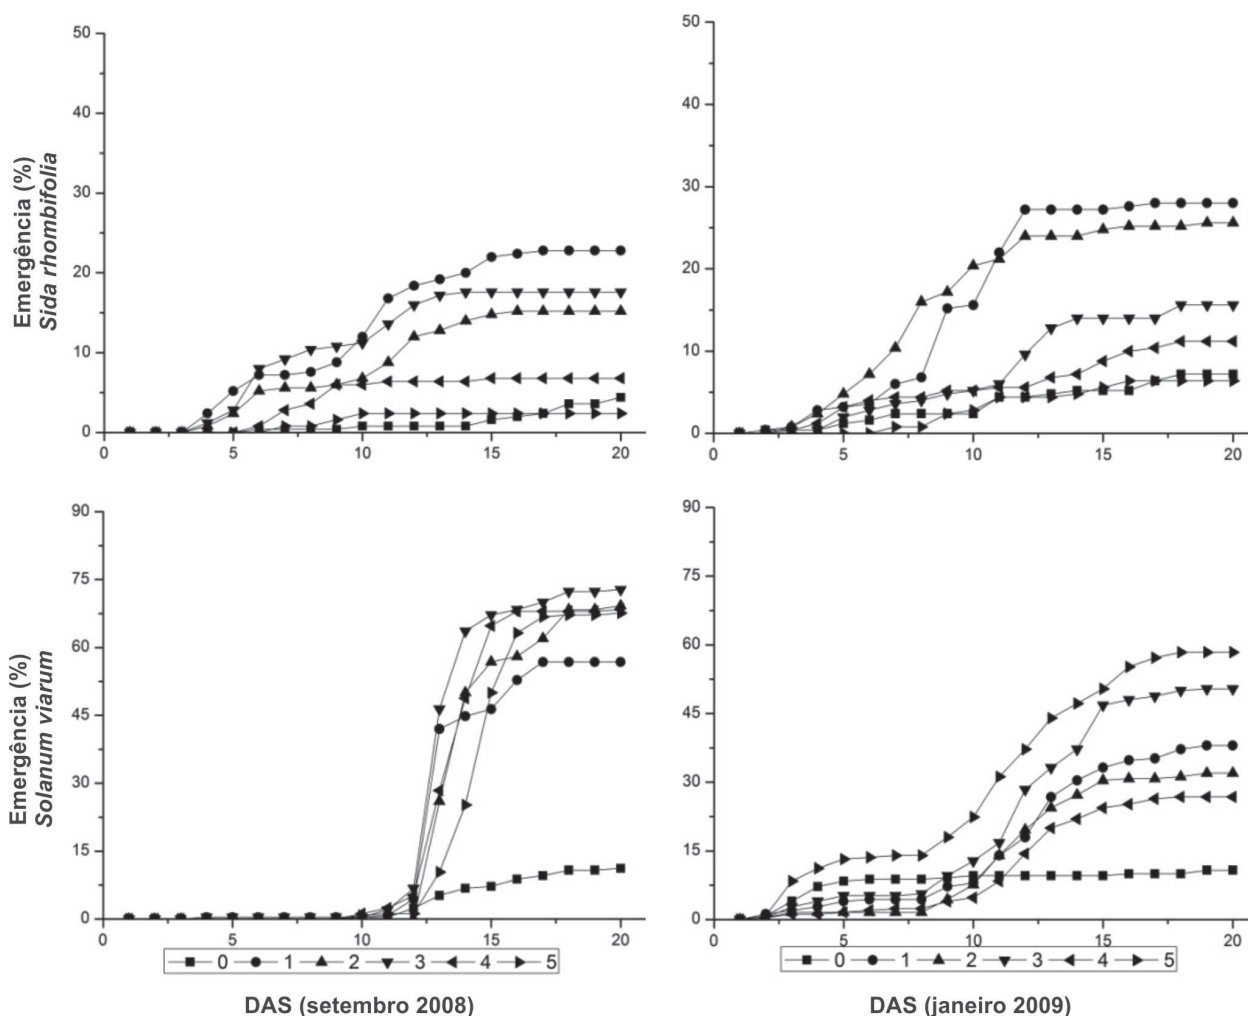 50
40
30
20
10
0
0 5 10 15 20
Emergência (%)
Sida rhombifolia
50
40
30
20
10
0
0 5 10 15 20
90
75
60
45
30
15
0
0 5 10 15 20
Emergência (%)
Solanum viarum
0 1 2 3 4 5
DAS (setembro 2008)
90
75
60
45
30
15
0
0 5 10 15 20
0 1 2 3 4 5
DAS (janeiro 2009)